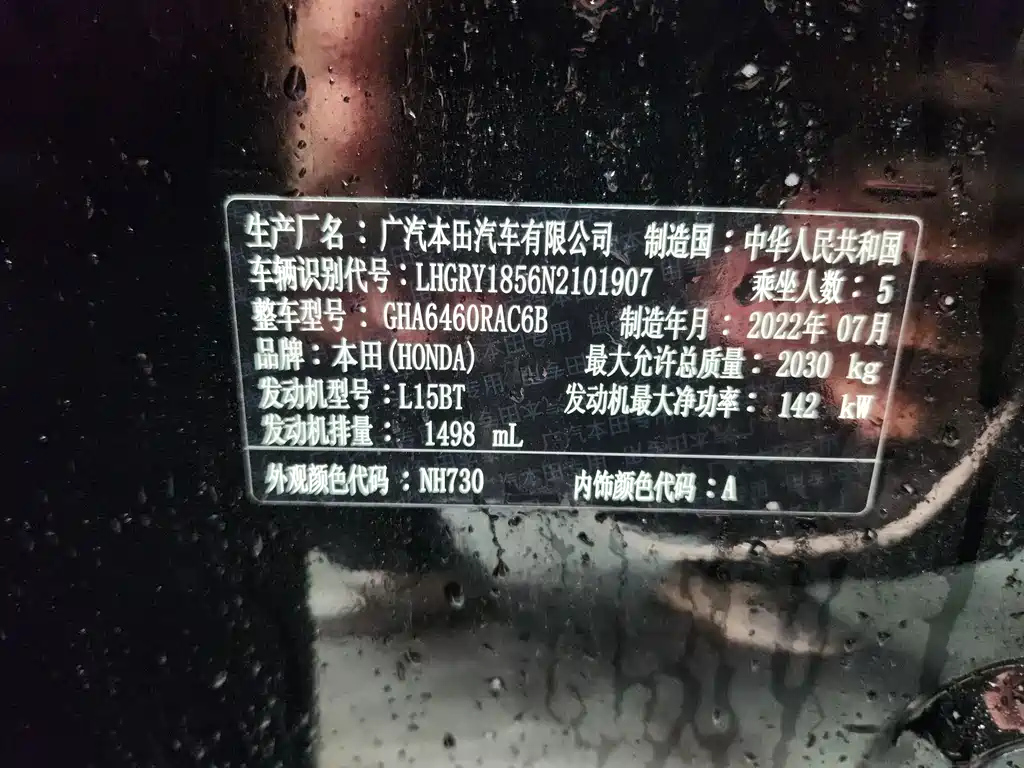 生产厂名：广汽本田汽车有限公司 制造国：中华人民共和国
车辆识别代号：LHGRY1856N2101907 乘坐人数：5
整车型号：GHA6460RAC6B 制造年月：2022年07月
品牌：本田(HONDA) 最大允许总质量：2030 kg
发动机型号：L15BT 发动机最大净功率：142 kW
发动机排量：1498 mL
外观颜色代码：NH730 内饰颜色代码：A